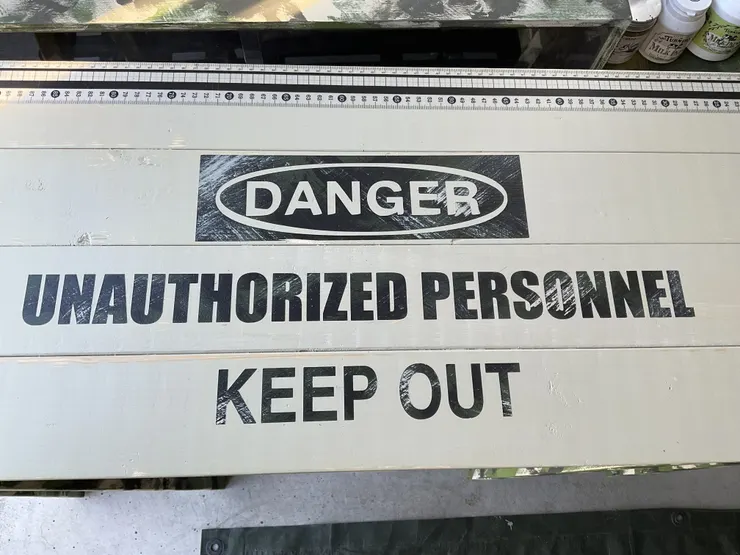 DANGER
UNAUTHORIZED PERSONNEL
KEEP OUT